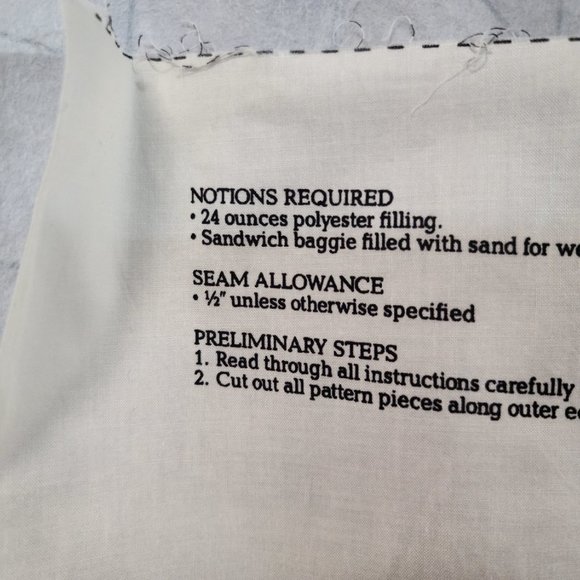 NOTIONS REQUIRED
• 24 ounces polyester filling.
• Sandwich baggie filled with sand for
SEAM ALLOWANCE
• ½" unless otherwise specified
PRELIMINARY STEPS
1. Read through all instructions carefully
2. Cut out all pattern pieces along outer